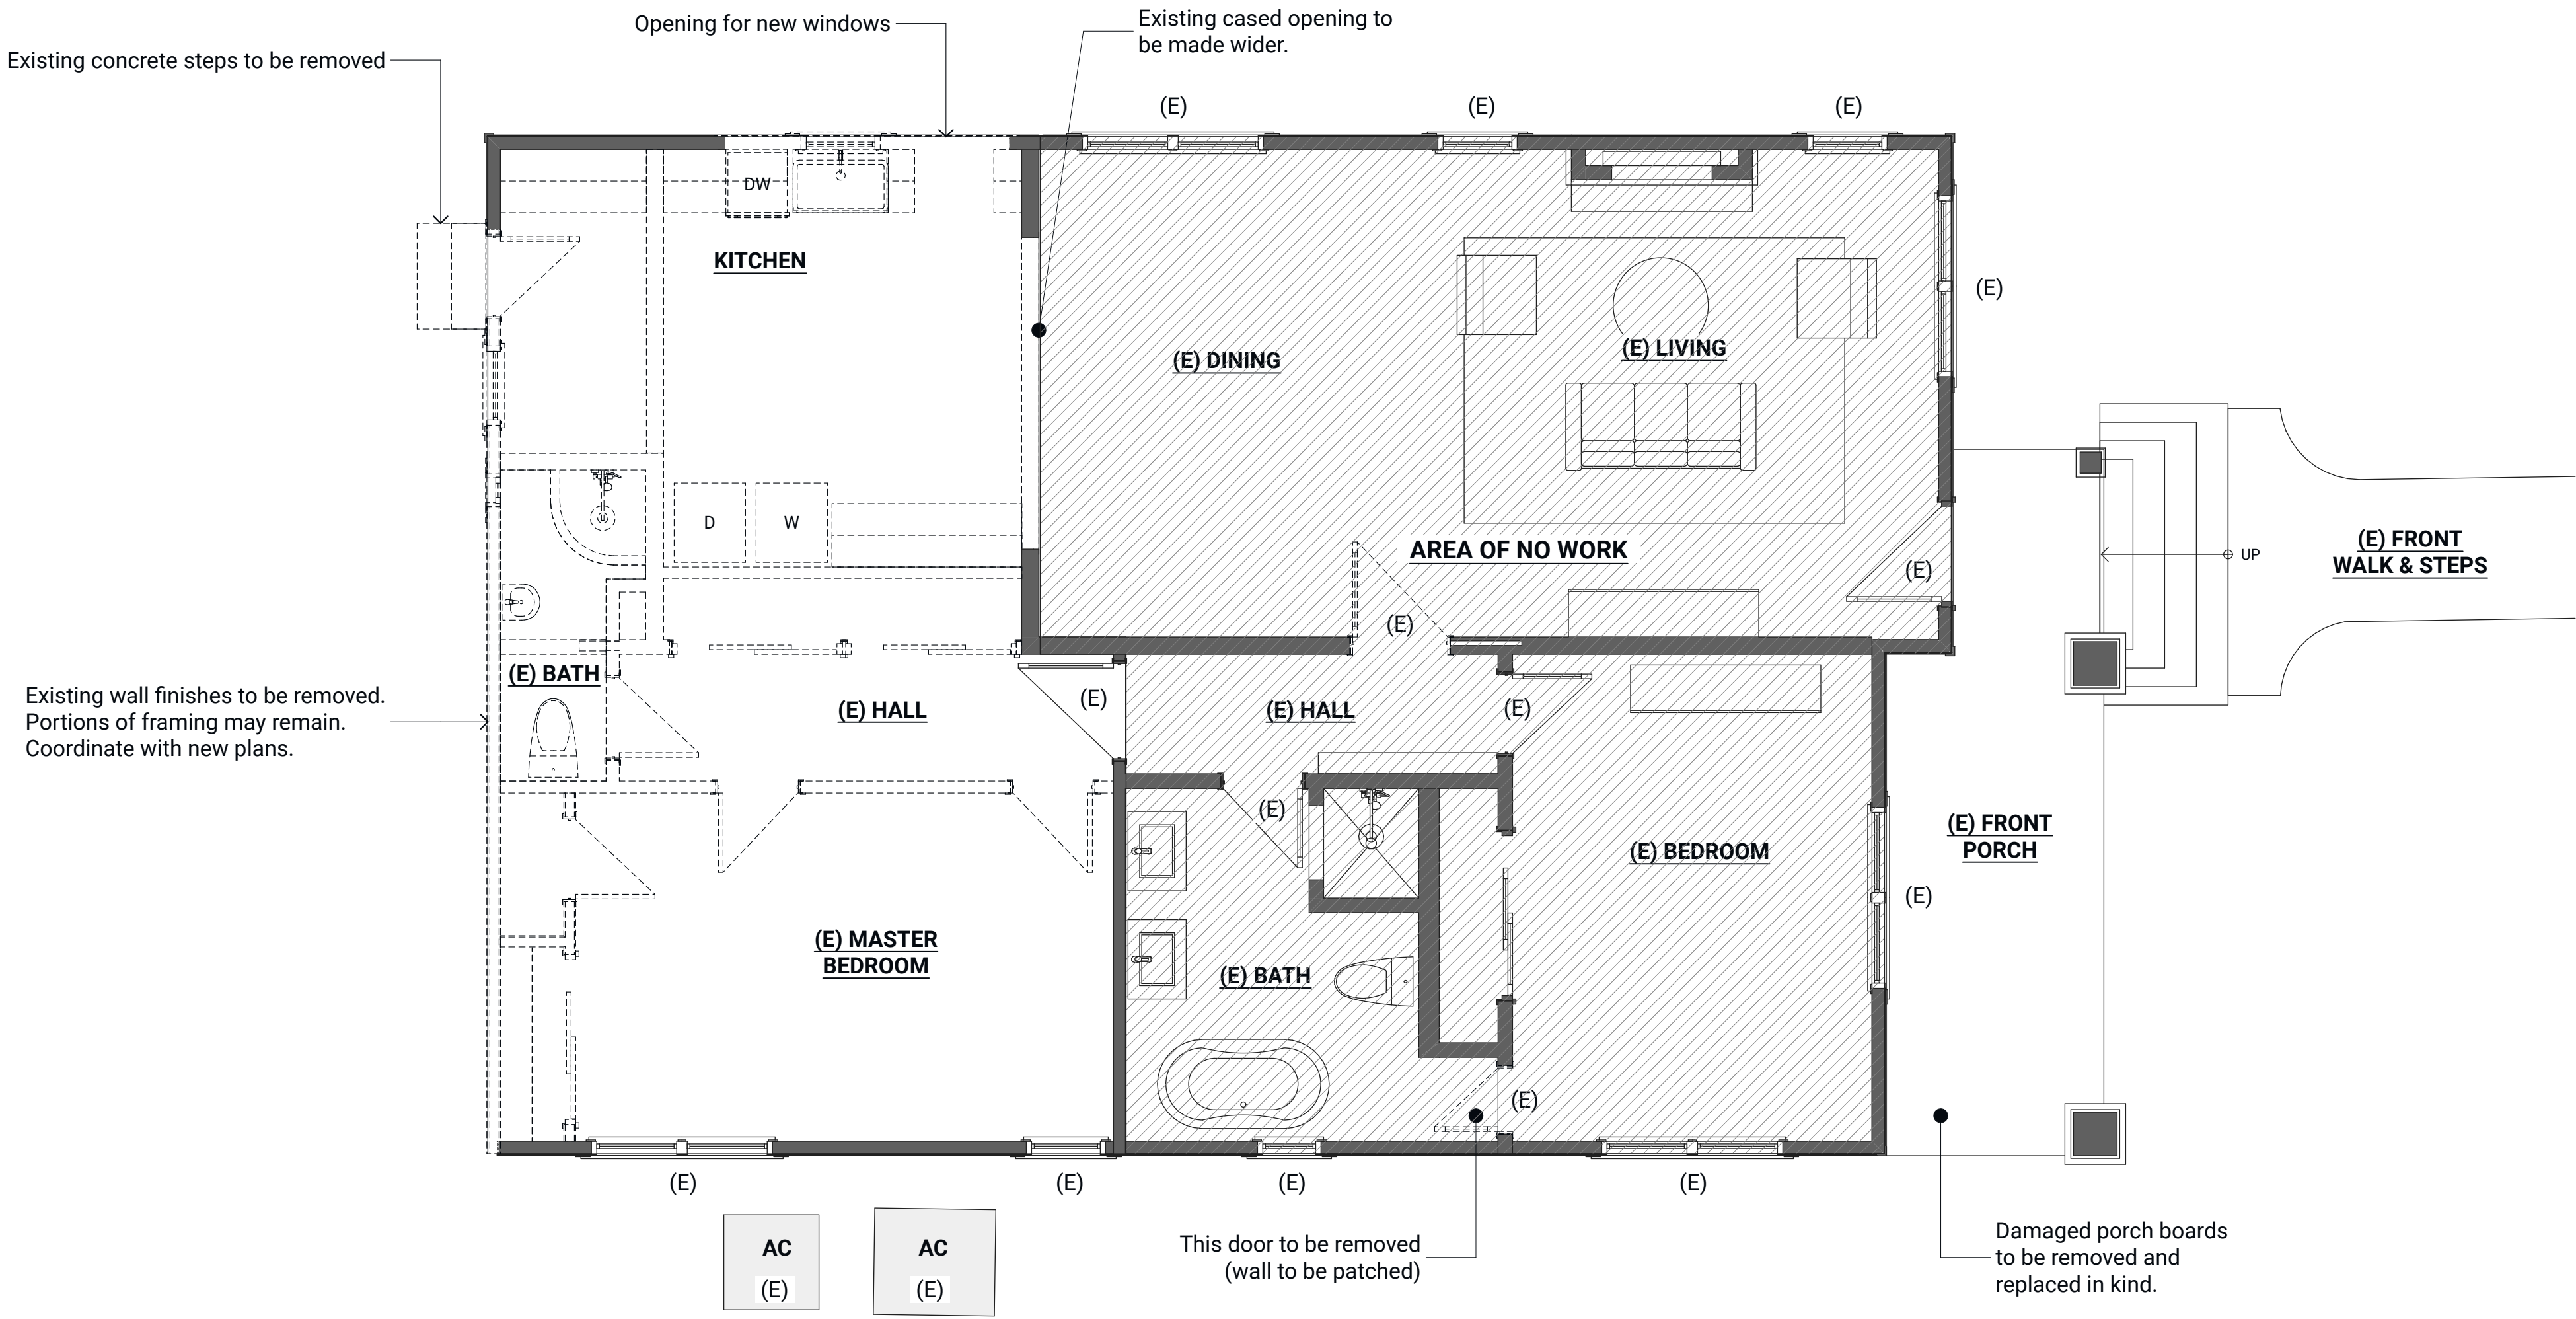 Opening for new windows
Existing cased opening to
be made wider.
Existing concrete steps to be removed
(E)
(E)
(E)
DW
KITCHEN
(E)
(E) DINING
(E) LIVING
D
W
AREA OF NO WORK
(E) FRONT
WALK & STEPS
UP
(E)
(E)
(E) BATH
Existing wall finishes to be removed.
Portions of framing may remain.
Coordinate with new plans.
(E) HALL
(E)
(E) HALL
(E)
(E)
(E) BEDROOM
(E) FRONT
PORCH
(E)
(E) MASTER
BEDROOM
(E) BATH
(E)
(E)
(E)
(E)
(E)
AC
(E)
AC
(E)
This door to be removed
(wall to be patched)
Damaged porch boards
to be removed and
replaced in kind.